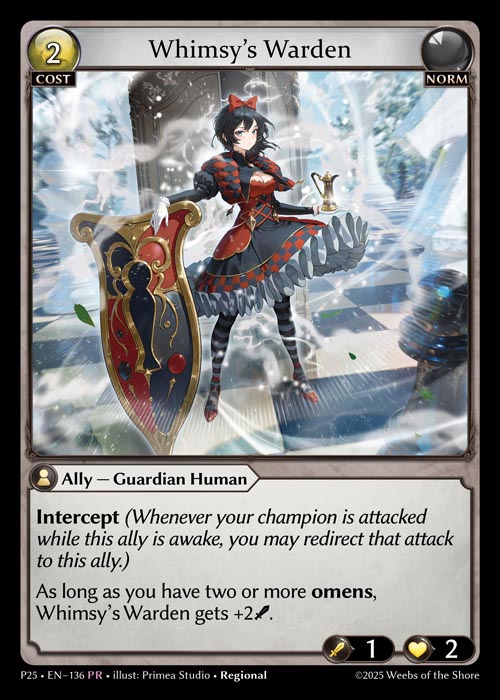 2
COST
Whimsy's Warden
NORM
Ally — Guardian Human
Intercept (Whenever your champion is attacked
while this ally is awake, you may redirect that attack
to this ally.)
As long as you have two or more omens,
Whimsy's Warden gets +2.
1
2
P25 • EN–136 PR • illust: Primea Studio • Regional
©2025 Weebs of the Shore